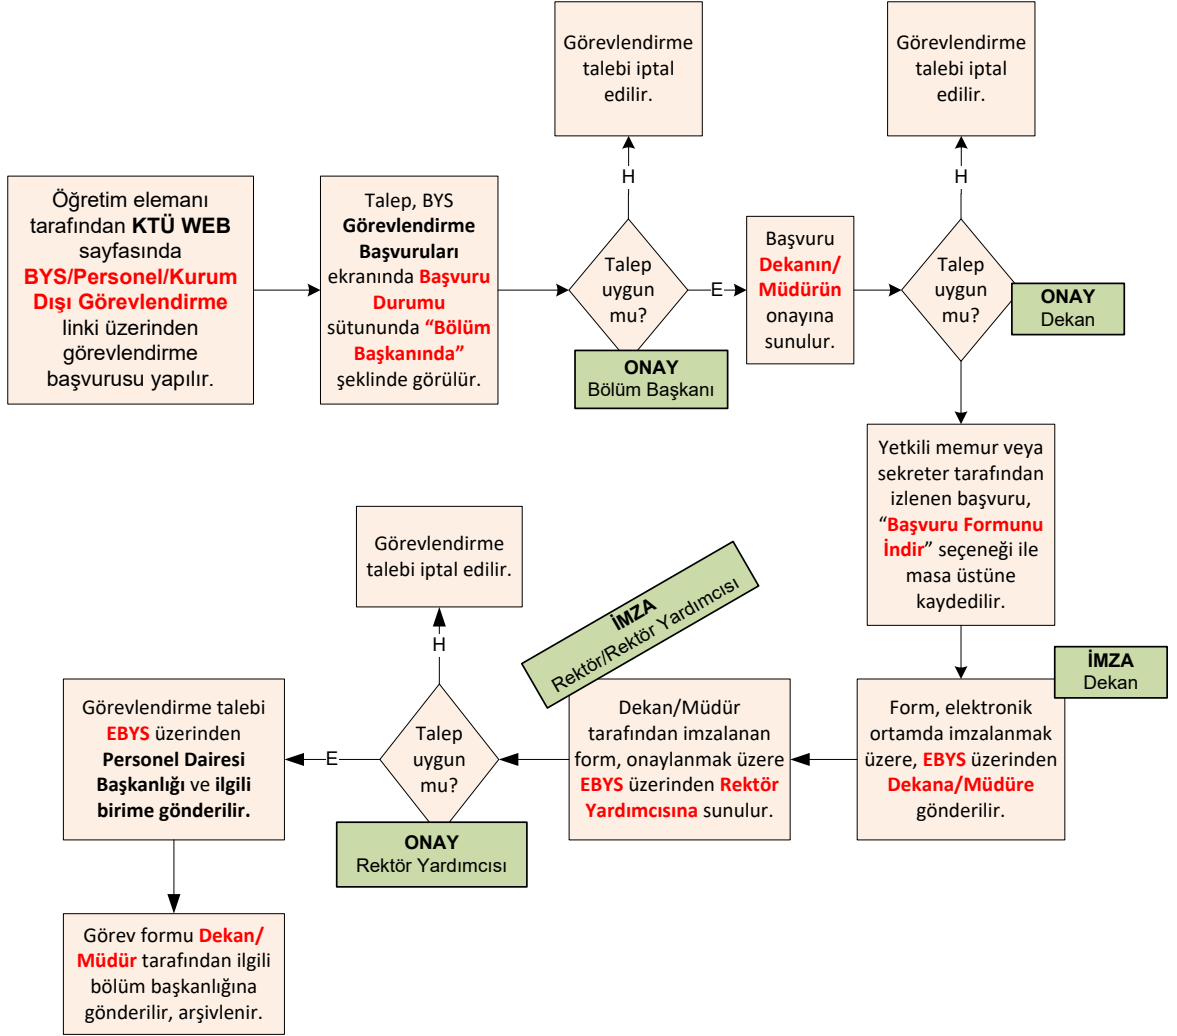 Öğretim elemanı
tarafından KTÜ WEB
sayfasında
BYS/Personel/Kurum
Dışı Görevlendirme
linki üzerinden
görevlendirme
başvurusu yapılır.
Talep, BYS
Görevlendirme
Başvuruları
ekranında Başvuru
Durumu
sütununda “Bölüm
Başkanında”
şeklinde görülür.
Görevlendirme
talebi iptal
edilir.
H
Talep
uygun
mu?
E
ONAY
Bölüm Başkanı
Başvuru
Dekanın/
Müdürün
onayına
sunulur.
Görevlendirme
talebi iptal
edilir.
H
Talep
uygun
mu?
ONAY
Dekan
Yetkili memur veya
sekreter tarafından
izlenen başvuru,
“Başvuru Formunu
İndir” seçeneği ile
masa üstüne
kaydedilir.
İMZA
Dekan
Form, elektronik
ortamda imzalanmak
üzere, EBYS üzerinden
Dekana/Müdüre
gönderilir.
İMZA
Rektör/Rektör Yardımcısı
Dekan/Müdür
tarafından imzalanan
form, onaylanmak üzere
EBYS üzerinden Rektör
Yardımcısına sunulur.
Görevlendirme
talebi iptal edilir.
H
Talep
uygun
mu?
E
ONAY
Rektör Yardımcısı
Görevlendirme talebi
EBYS üzerinden
Personel Dairesi
Başkanlığı ve ilgili
birime gönderilir.
Görev formu Dekan/
Müdür tarafından ilgili
bölüm başkanlığına
gönderilir, arşivlenir.